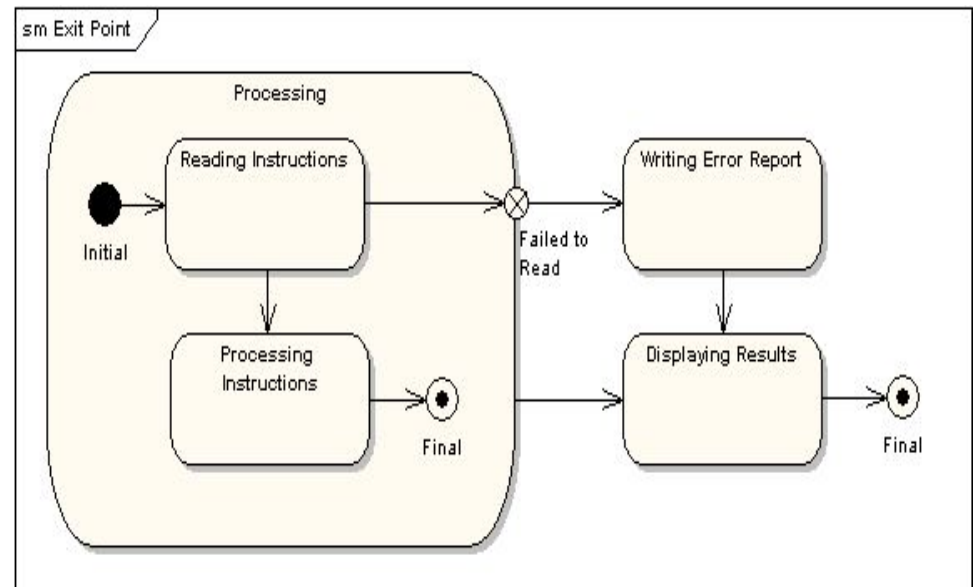 sm Exit Point
Processing
Reading Instructions
Writing Error Report
Initial
Failed to
Read
Processing
Instructions
Displaying Results
Final
Final